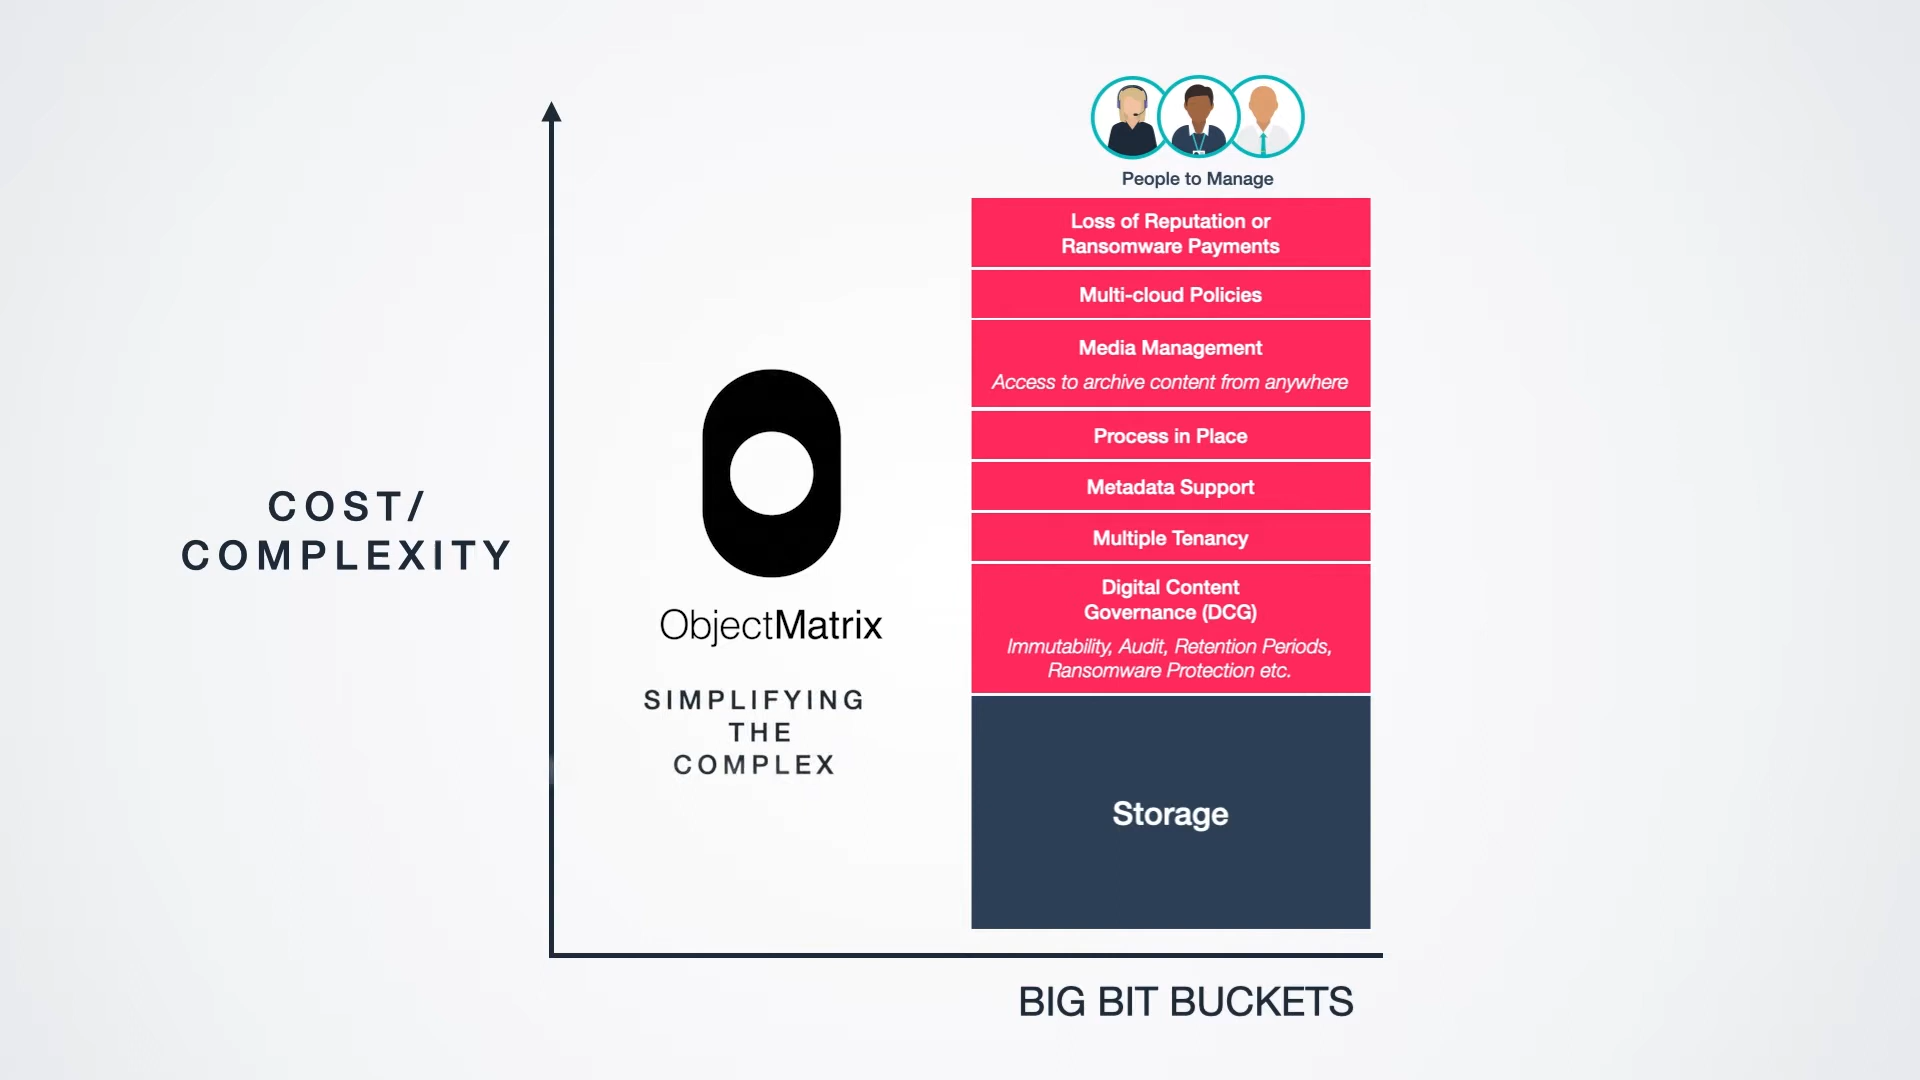 COST/
COMPLEXITY
ObjectMatrix
SIMPLIFYING
THE
COMPLEX
People to Manage
Loss of Reputation or
Ransomware Payments
Multi-cloud Policies
Media Management
Access to archive content from anywhere
Process in Place
Metadata Support
Multiple Tenancy
Digital Content
Governance (DCG)
Immutability, Audit, Retention Periods,
Ransomware Protection etc.
Storage
BIG BIT BUCKETS